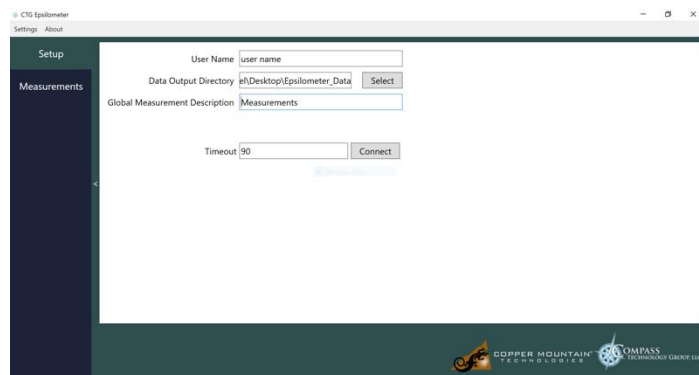 CTG Epsilometer
Settings About
Setup
Measurements
User Name user name
Data Output Directory el\Desktop\Epsilometer_Data Select
Global Measurement Description Measurements
Timeout 90 Connect
<
COPPER MOUNTAIN
TECHNOLOGIES
COMPASS
TECHNOLOGY GROUP, LLC